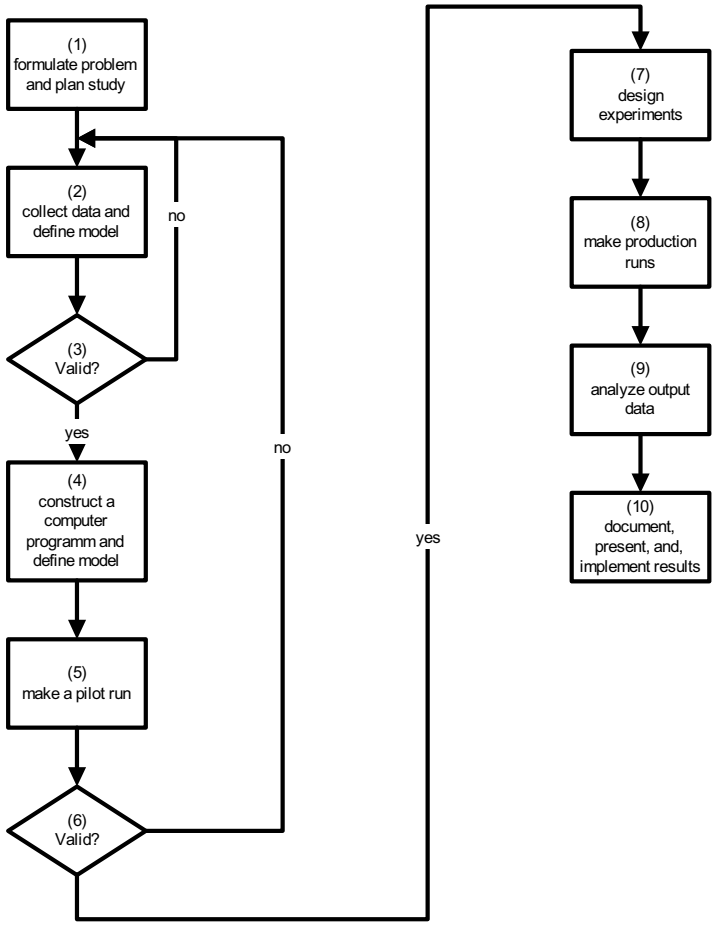 (1)
formulate problem
and plan study
(2)
collect data and
define model
no
(3)
Valid?
yes
(4)
construct a
computer
programm and
define model
(5)
make a pilot run
(6)
Valid?
no
yes
(7)
design
experiments
(8)
make production
runs
(9)
analyze output
data
(10)
document,
present, and,
implement results